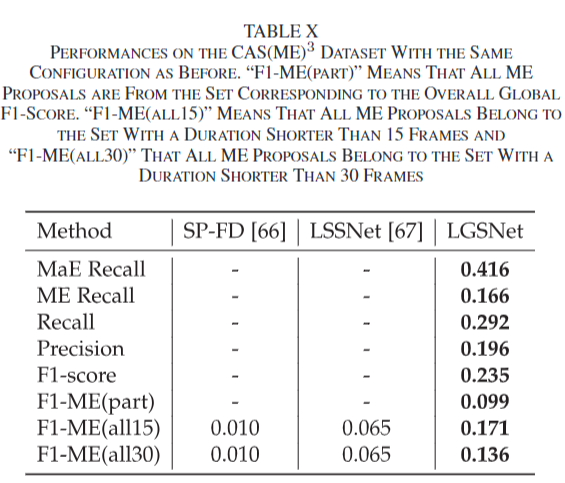 TABLE X
PERFORMANCES ON THE CAS(ME)³ DATASET WITH THE SAME
CONFIGURATION AS BEFORE. “F1-ME(PART)” MEANS THAT ALL ME
PROPOSALS ARE FROM THE SET CORRESPONDING TO THE OVERALL GLOBAL
F1-SCORE. “F1-ME(ALL15)” MEANS THAT ALL ME PROPOSALS BELONG TO
THE SET WITH A DURATION SHORTER THAN 15 FRAMES AND
“F1-ME(ALL30)” THAT ALL ME PROPOSALS BELONG TO THE SET WITH A
DURATION SHORTER THAN 30 FRAMES
Method SP-FD [66] LSSNet [67] LGSNet
MaE Recall - - 0.416
ME Recall - - 0.166
Recall - - 0.292
Precision - - 0.196
F1-score - - 0.235
F1-ME(part) - - 0.099
F1-ME(all15) 0.010 0.065 0.171
F1-ME(all30) 0.010 0.065 0.136